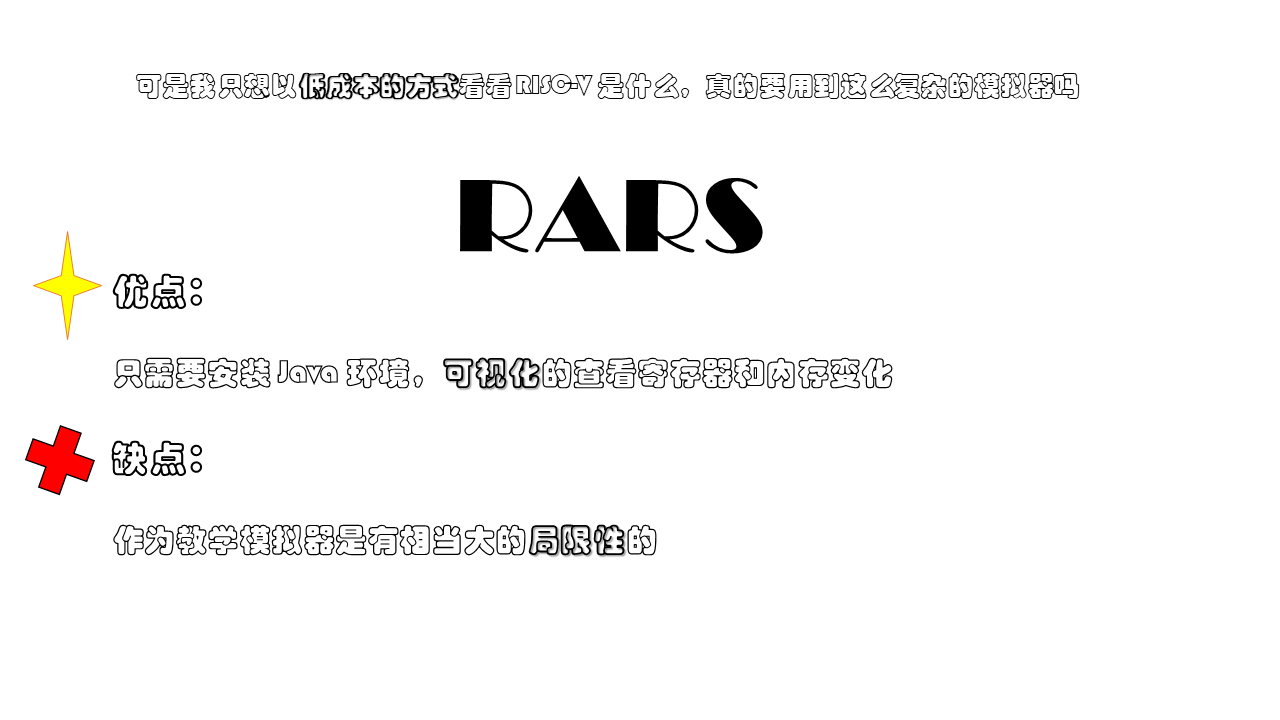 可是我只想以低成本的方式看看 RISC-V 是什么，真的要用到这么复杂的模拟器吗
RARS
优点：
只需要安装 Java 环境，可视化的查看寄存器和内存变化
缺点：
作为教学模拟器是有相当大的局限性的